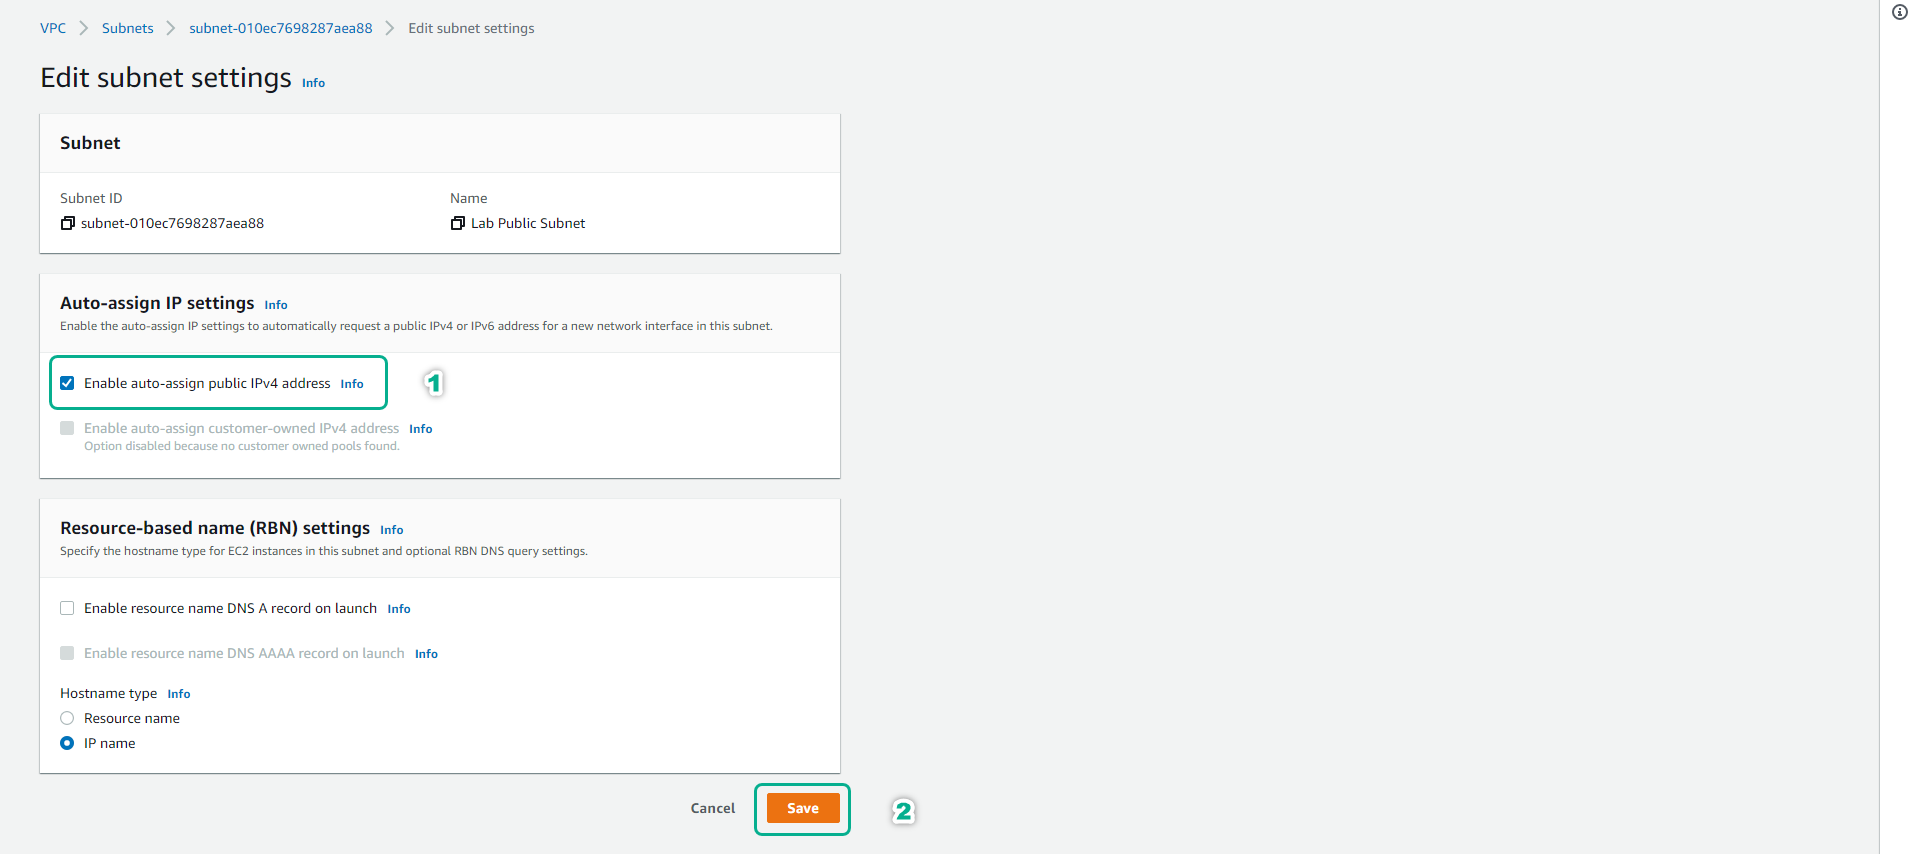 VPC Subnets subnet-010ec7698287aea88 Edit subnet settings
Edit subnet settings Info
Subnet
Subnet ID Name
subnet-010ec7698287aea88 Lab Public Subnet
Auto-assign IP settings Info
Enable the auto-assign IP settings to automatically request a public IPv4 or IPv6 address for a new network interface in this subnet.
Enable auto-assign public IPv4 address Info 1
Enable auto-assign customer-owned IPv4 address Info
Option disabled because no customer owned pools found.
Resource-based name (RBN) settings Info
Specify the hostname type for EC2 instances in this subnet and optional RBN DNS query settings.
Enable resource name DNS A record on launch Info
Enable resource name DNS AAAA record on launch Info
Hostname type Info
Resource name
IP name
Cancel Save 2